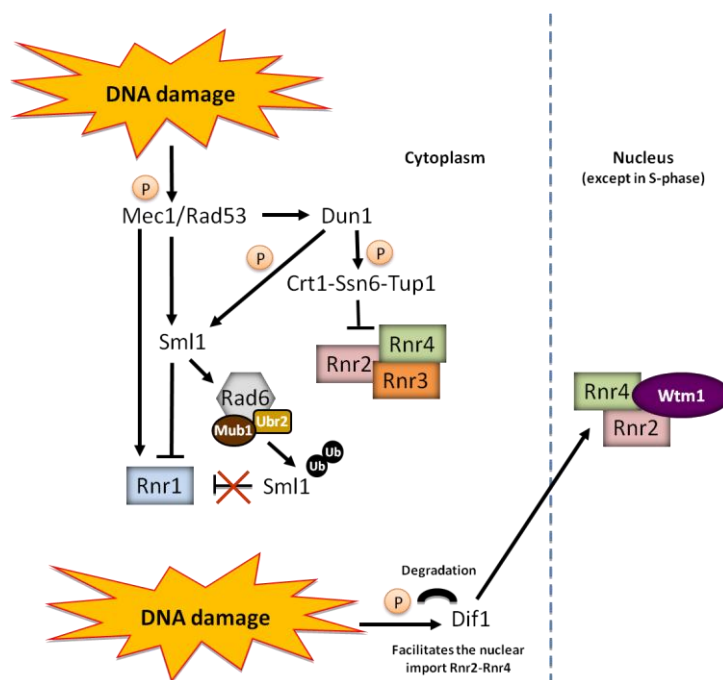 DNA damage
Cytoplasm
Nucleus
(except in S-phase)
P
Mec1/Rad53
Dun1
P
P
Crt1-Ssn6-Tup1
Sml1
Rnr4
Rnr2
Rnr3
Rad6
Mub1
Ubr2
Rnr4
Wtm1
Rnr2
Ub
Ub
Rnr1
Sml1
Degradation
P
DNA damage
Dif1
Facilitates the nuclear
import Rnr2-Rnr4